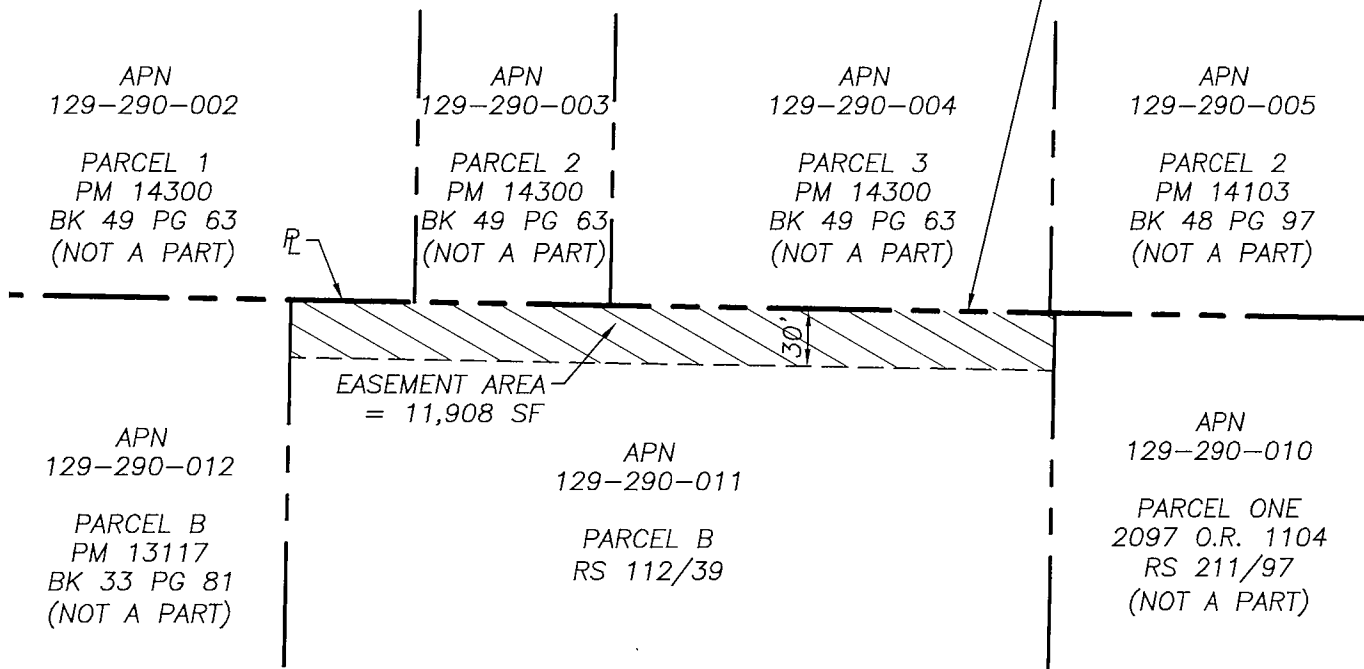 APN
129-290-002
PARCEL 1
PM 14300
BK 49 PG 63
(NOT A PART)
APN
129-290-003
PARCEL 2
PM 14300
BK 49 PG 63
(NOT A PART)
APN
129-290-004
PARCEL 3
PM 14300
BK 49 PG 63
(NOT A PART)
APN
129-290-005
PARCEL 2
PM 14103
BK 48 PG 97
(NOT A PART)
PL
30'
EASEMENT AREA
= 11,908 SF
APN
129-290-012
PARCEL B
PM 13117
BK 33 PG 81
(NOT A PART)
APN
129-290-011
PARCEL B
RS 112/39
APN
129-290-010
PARCEL ONE
2097 O.R. 1104
RS 211/97
(NOT A PART)